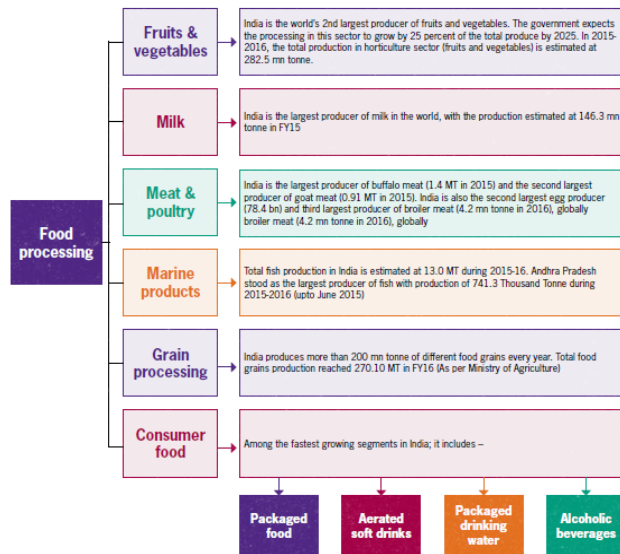 Food
processing
Fruits &
vegetables
India is the world's 2nd largest producer of fruits and vegetables. The government expects
the processing in this sector to grow by 25 percent of the total produce by 2025. In 2015-
2016, the total production in horticulture sector (fruits and vegetables) is estimated at
282.5 mn tonne.
Milk
India is the largest producer of milk in the world, with the production estimated at 146.3 mn
tonne in FY15
Meat &
poultry
India is the largest producer of buffalo meat (1.4 MT in 2015) and the second largest
producer of goat meat (0.91 MT in 2015). India is also the second largest egg producer
(78.4 bn) and third largest producer of broiler meat (4.2 mn tonne in 2016), globally
broiler meat (4.2 mn tonne in 2016), globally
Marine
products
Total fish production in India is estimated at 13.0 MT during 2015-16. Andhra Pradesh
stood as the largest producer of fish with production of 741.3 Thousand Tonne during
2015-2016 (upto June 2015)
Grain
processing
India produces more than 200 mn tonne of different food grains every year. Total food
grains production reached 270.10 MT in FY16 (As per Ministry of Agriculture)
Consumer
food
Among the fastest growing segments in India; it includes –
Packaged
food
Aerated
soft drinks
Packaged
drinking
water
Alcoholic
beverages